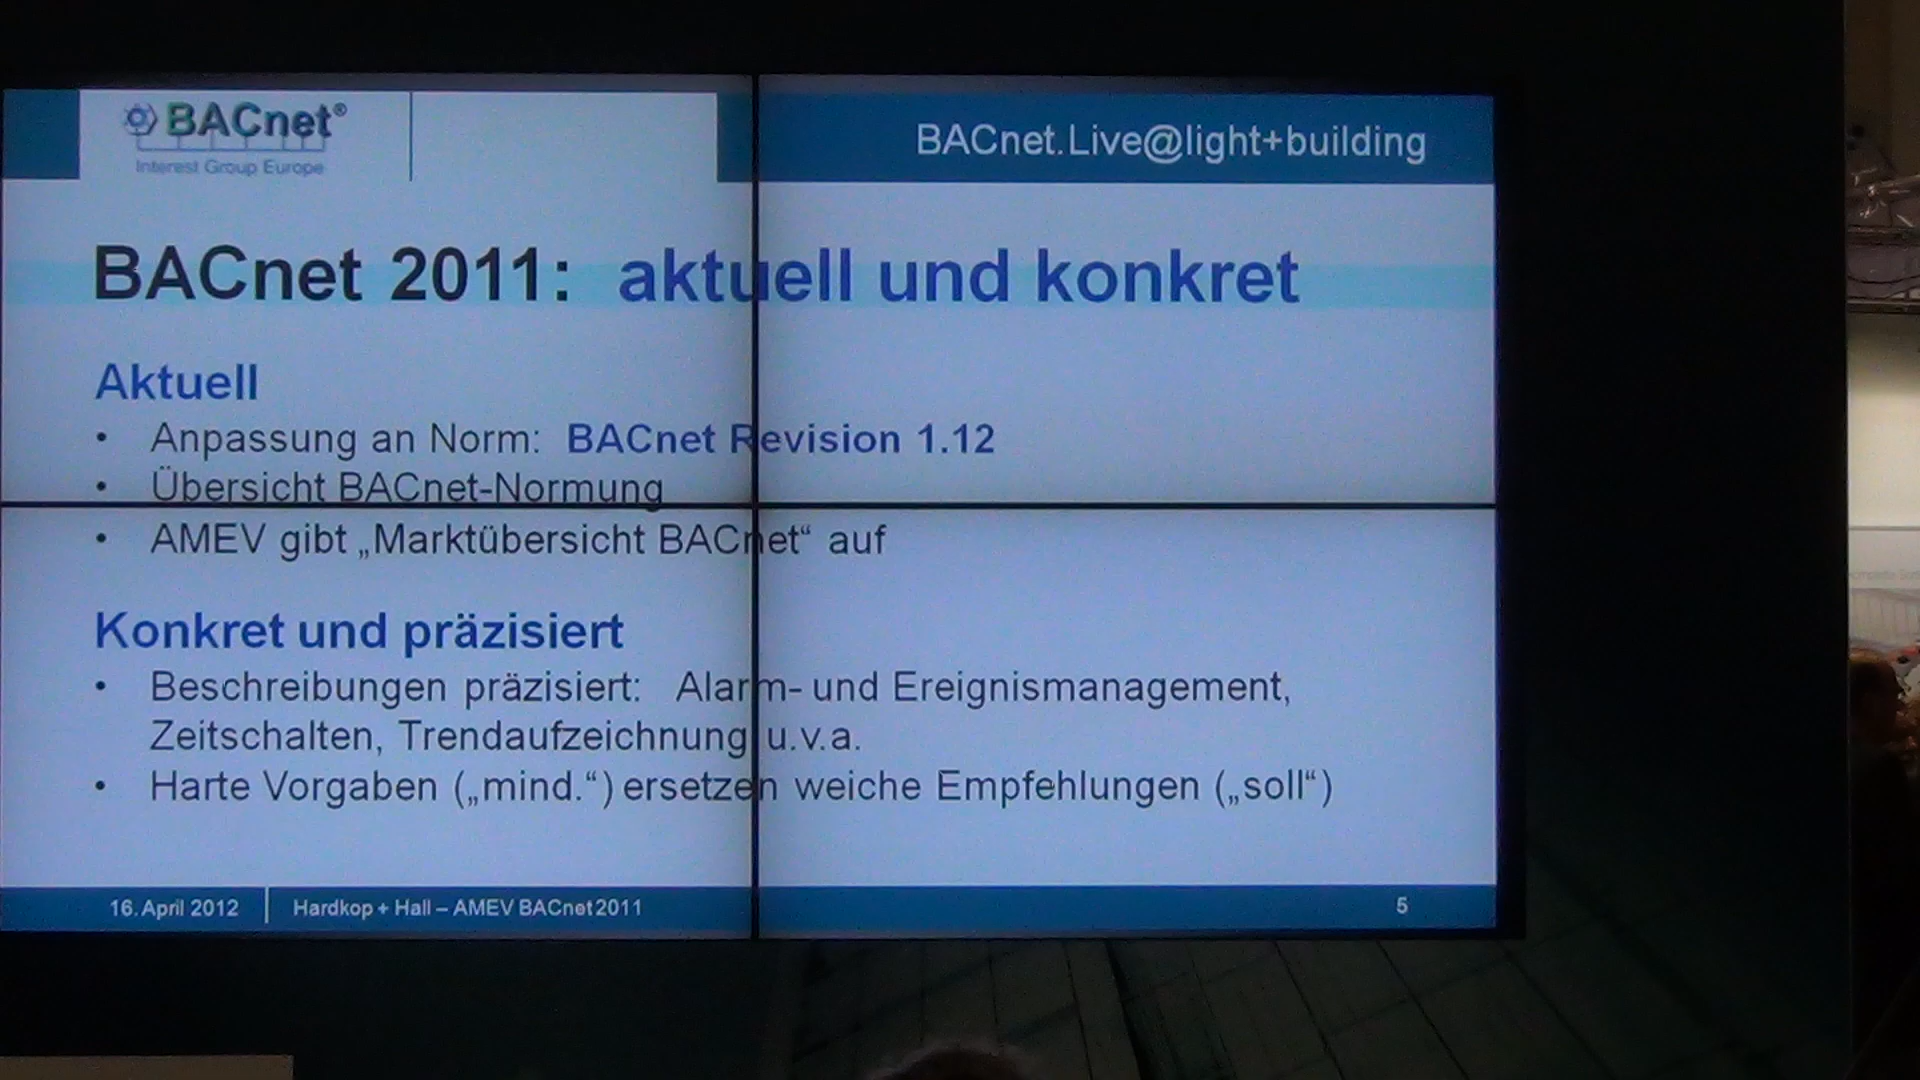 BACnet®
Interest Group Europe
BACnet.Live@light+building
BACnet 2011: aktuell und konkret
Aktuell
• Anpassung an Norm: BACnet Revision 1.12
• Übersicht BACnet-Normung
• AMEV gibt „Marktübersicht BACnet“ auf
Konkret und präzisiert
• Beschreibungen präzisiert: Alarm- und Ereignismanagement,
Zeitschalten, Trendaufzeichnung u.v.a.
• Harte Vorgaben („mind.“) ersetzen weiche Empfehlungen („soll“)
16. April 2012
Hardkop + Hall – AMEV BACnet 2011
5